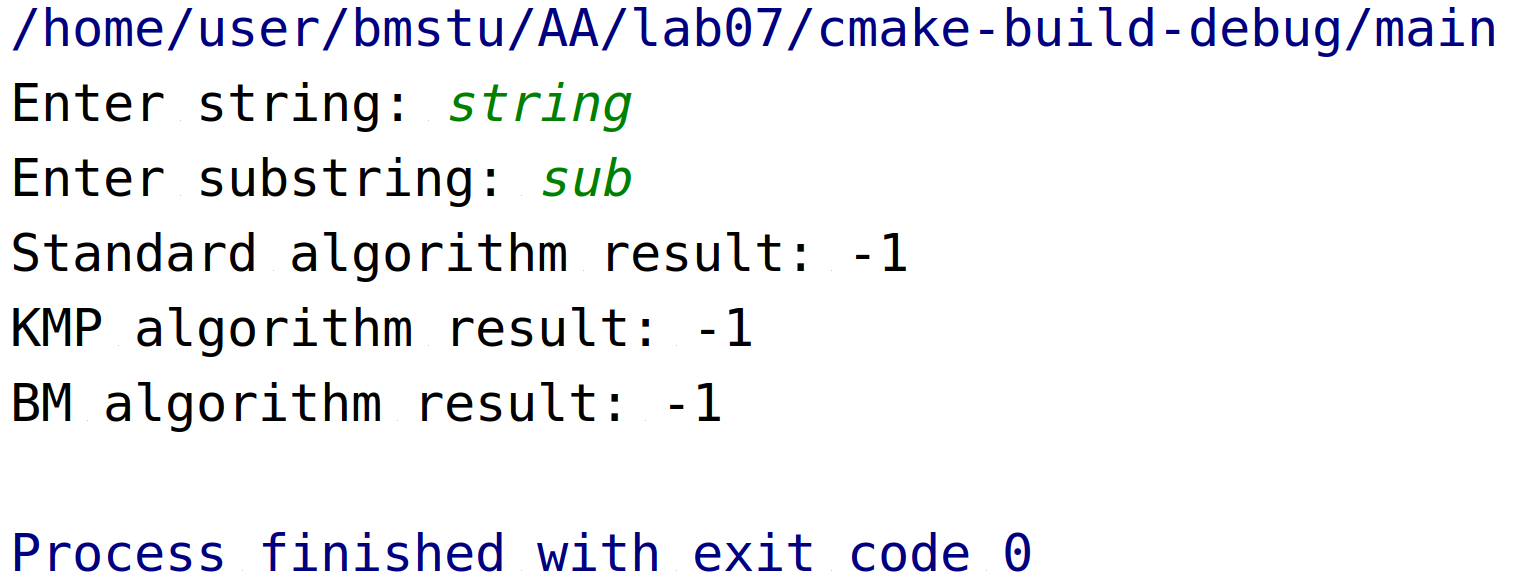 /home/user/bmstu/AA/lab07/cmake-build-debug/main
Enter string: string
Enter substring: sub
Standard algorithm result: -1
KMP algorithm result: -1
BM algorithm result: -1
Process finished with exit code 0